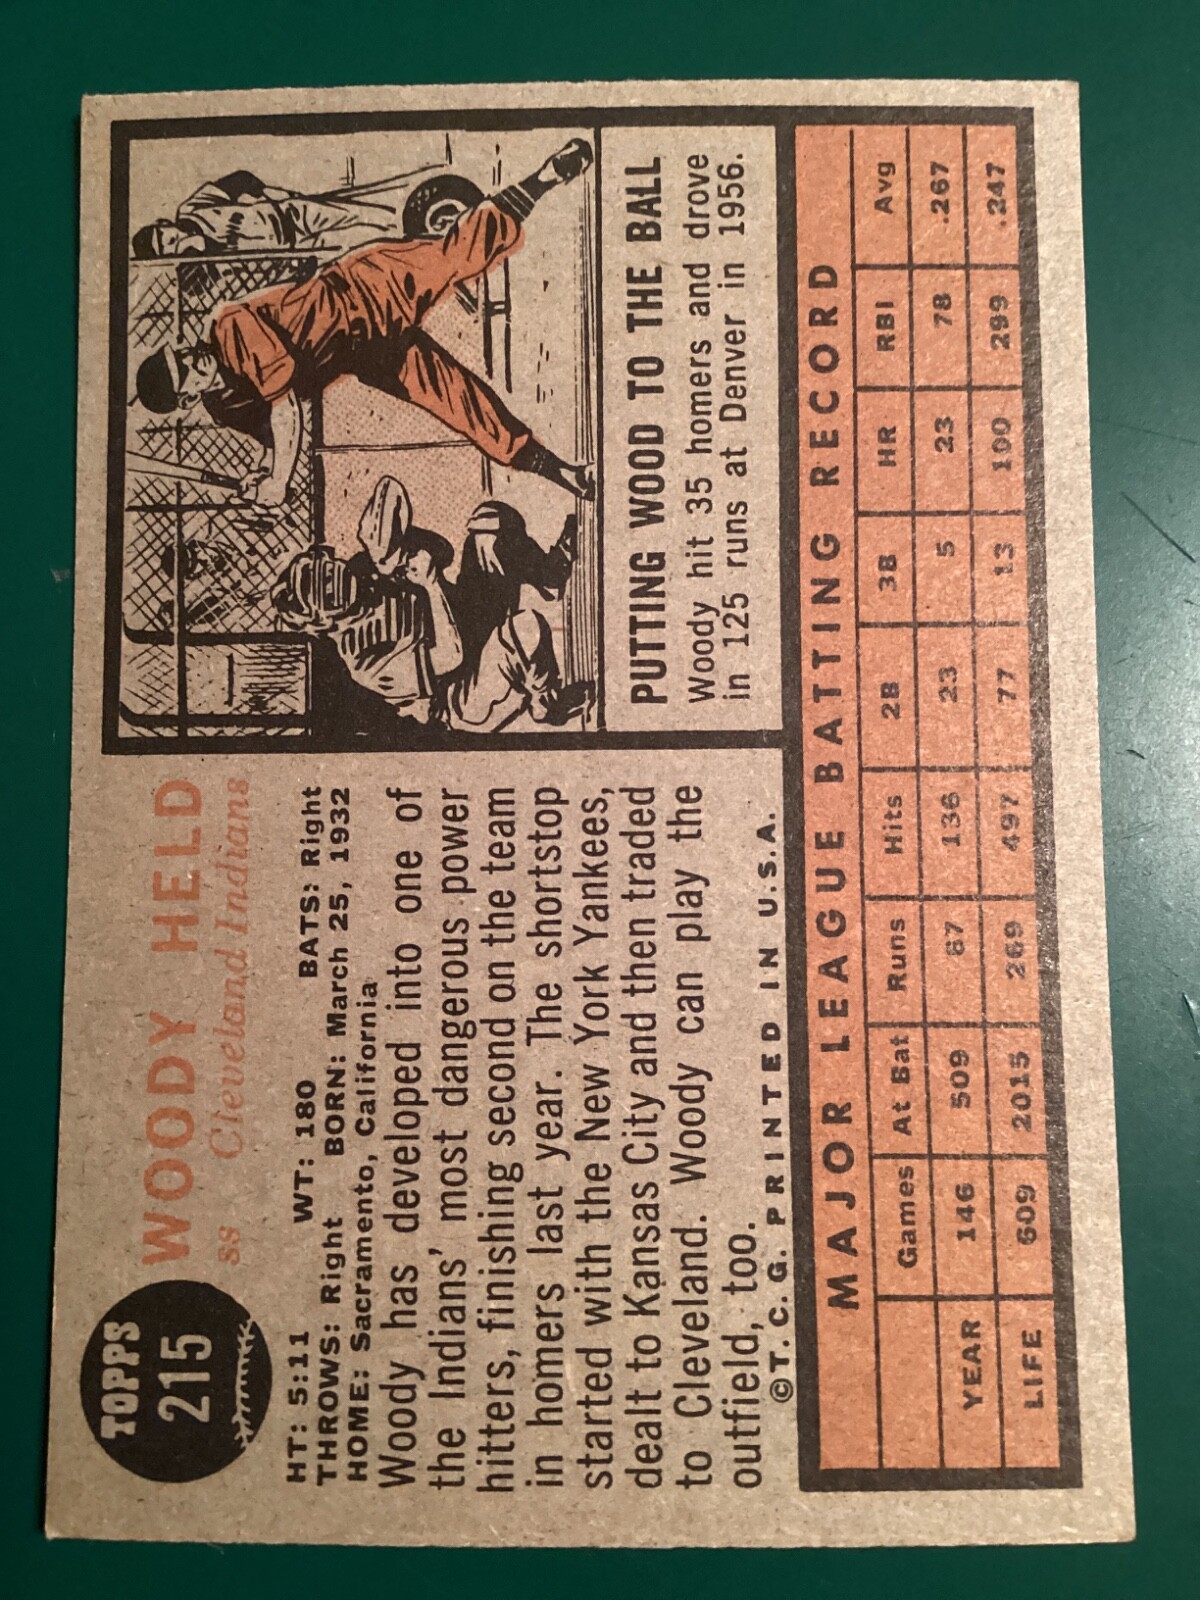 TOPPS
215
WOODY HELD
ss Cleveland Indians
HT: 5:11 WT: 180 BATS: Right
THROWS: Right BORN: March 25, 1932
HOME: Sacramento, California
Woody has developed into one of
the Indians' most dangerous power
hitters, finishing second on the team
in homers last year. The shortstop
started with the New York Yankees,
dealt to Kansas City and then traded
to Cleveland. Woody can play the
outfield, too.
©T. C. G. PRINTED IN U.S.A.
PUTTING WOOD TO THE BALL
Woody hit 35 homers and drove
in 125 runs at Denver in 1956.
MAJOR LEAGUE BATTING RECORD
Games At Bat Runs Hits 2B 3B HR RBI Avg
YEAR 146 509 67 136 23 5 23 78 .267
LIFE 609 2015 269 497 77 13 100 299 .247